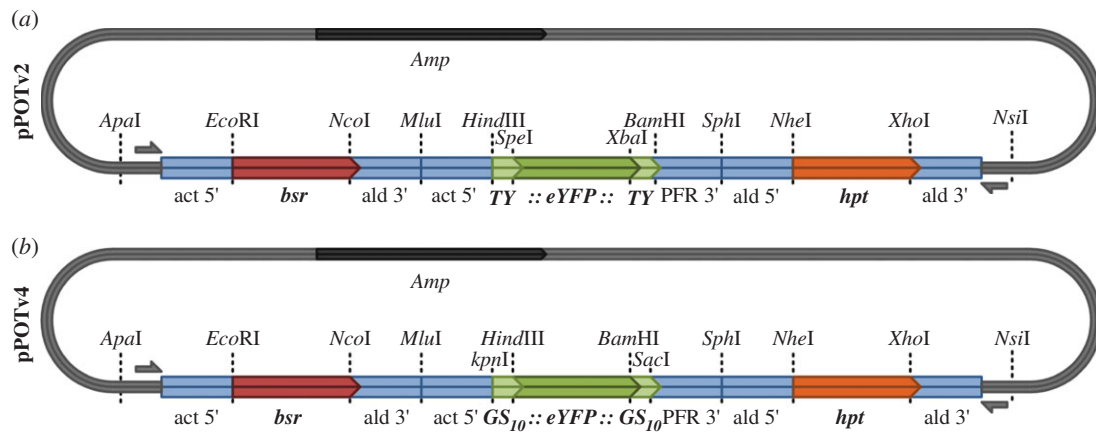 (a)
pPOTv2
Amp
ApaI EcoRI NcoI MluI HindIII BamHI SphI NheI XhoI NsiI
SpeI XbaI
act 5' bsr ald 3' act 5' TY :: eYFP :: TY PFR 3' ald 5' hpt ald 3'
(b)
pPOTv4
Amp
ApaI EcoRI NcoI MluI HindIII BamHI SphI NheI XhoI NsiI
kpnI SacI
act 5' bsr ald 3' act 5' GS10 :: eYFP :: GS10 PFR 3' ald 5' hpt ald 3'